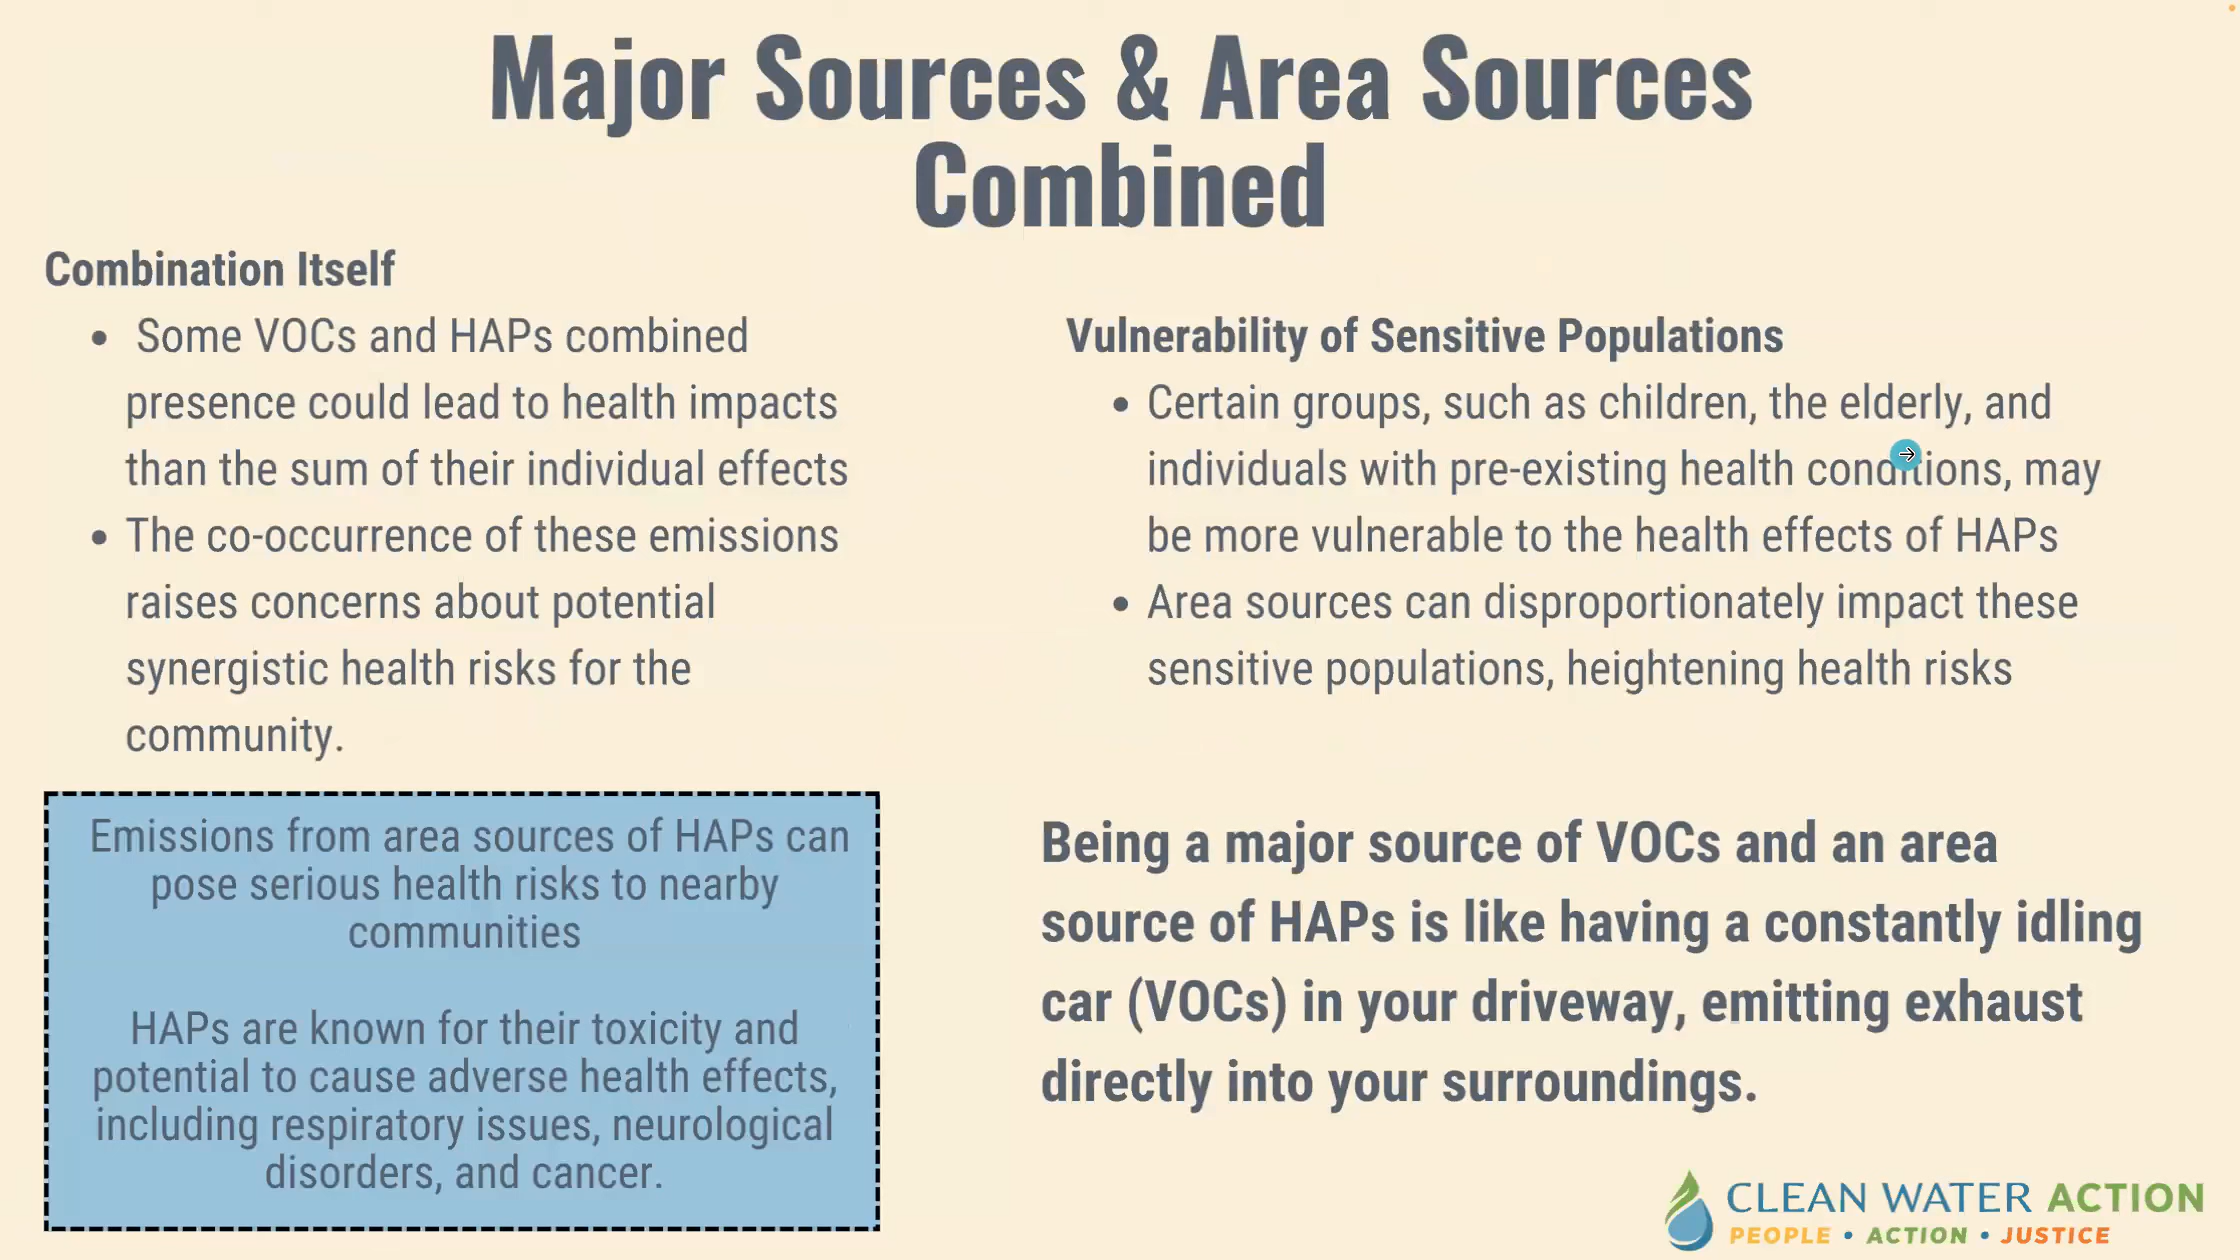 Major Sources & Area Sources
Combined
Combination Itself
• Some VOCs and HAPs combined
presence could lead to health impacts
than the sum of their individual effects
• The co-occurrence of these emissions
raises concerns about potential
synergistic health risks for the
community.
Emissions from area sources of HAPs can
pose serious health risks to nearby
communities
HAPs are known for their toxicity and
potential to cause adverse health effects,
including respiratory issues, neurological
disorders, and cancer.
Vulnerability of Sensitive Populations
• Certain groups, such as children, the elderly, and
individuals with pre-existing health conditions, may
be more vulnerable to the health effects of HAPs
• Area sources can disproportionately impact these
sensitive populations, heightening health risks
Being a major source of VOCs and an area
source of HAPs is like having a constantly idling
car (VOCs) in your driveway, emitting exhaust
directly into your surroundings.
CLEAN WATER ACTION
PEOPLE • ACTION • JUSTICE